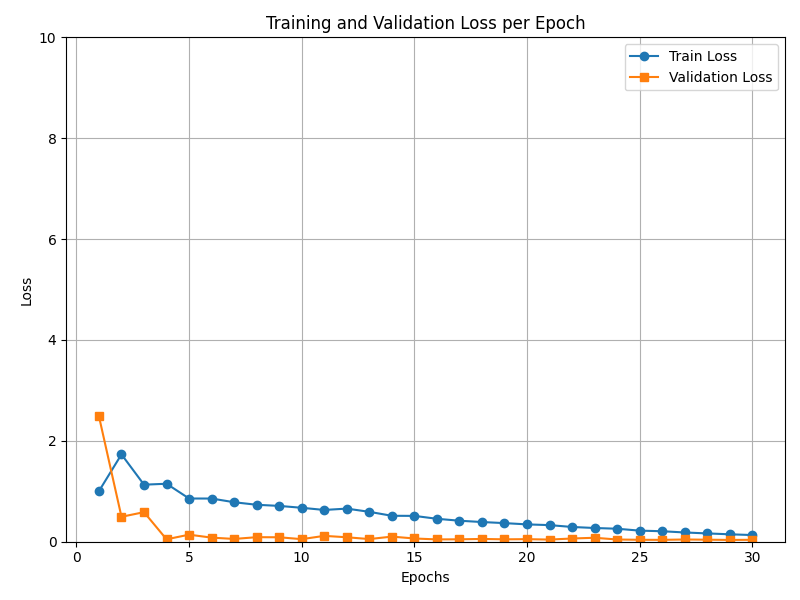 Training and Validation Loss per Epoch
10
8
6
4
2
0
Loss
Train Loss
Validation Loss
0 5 10 15 20 25 30
Epochs